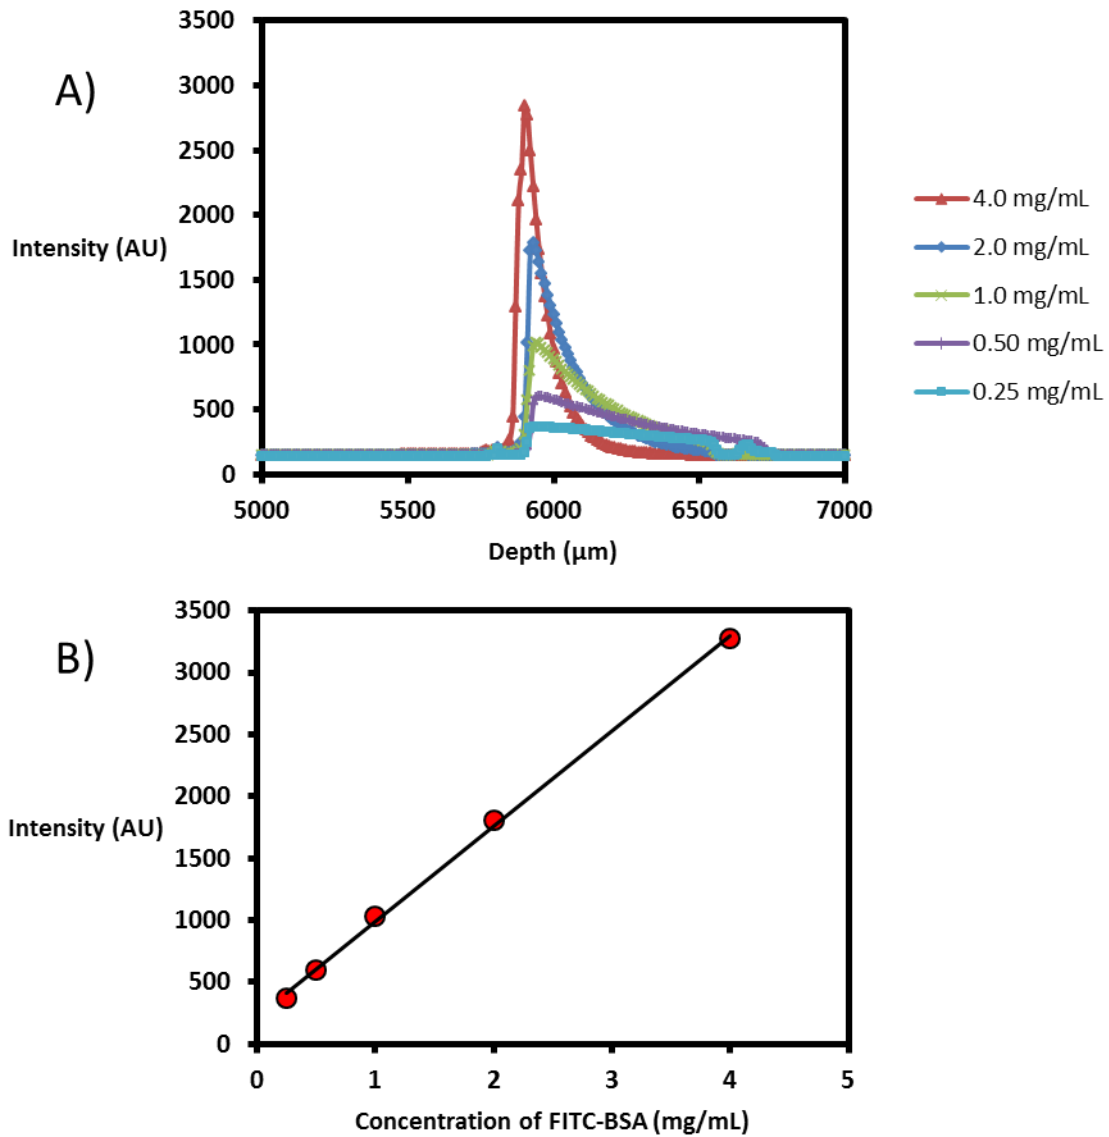 A)
3500
3000
2500
2000
1500
1000
500
0
Intensity (AU)
5000 5500 6000 6500 7000
Depth (µm)
4.0 mg/mL
2.0 mg/mL
1.0 mg/mL
0.50 mg/mL
0.25 mg/mL
B)
3500
3000
2500
2000
1500
1000
500
0
Intensity (AU)
0 1 2 3 4 5
Concentration of FITC-BSA (mg/mL)